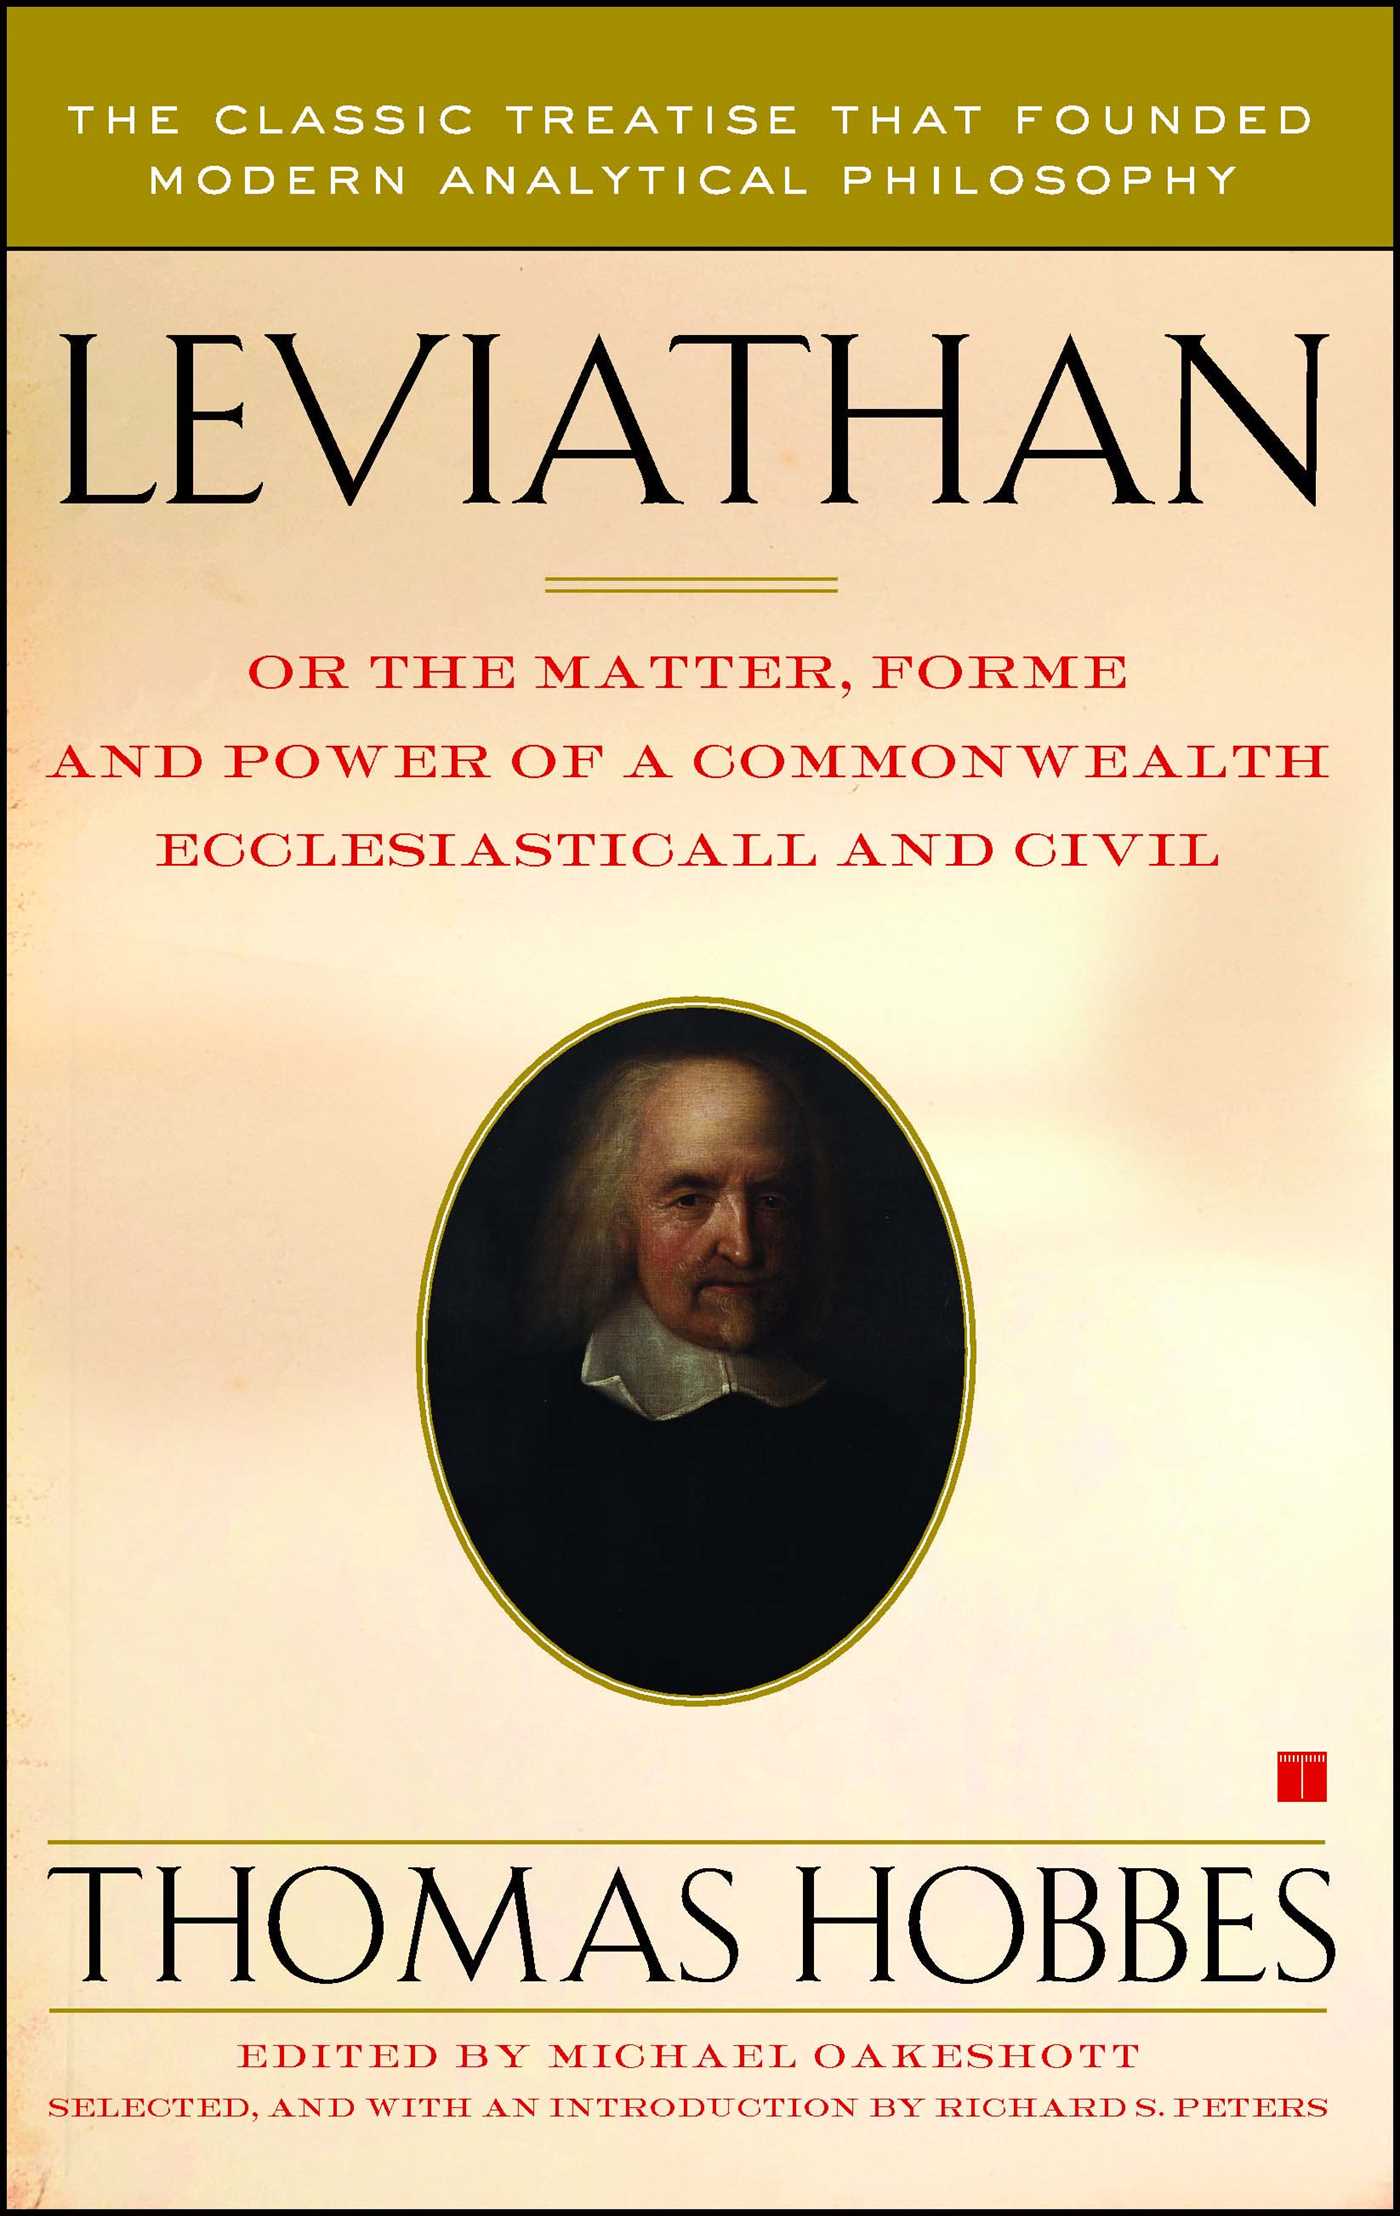 THE CLASSIC TREATISE THAT FOUNDED
MODERN ANALYTICAL PHILOSOPHY
LEVIATHAN
OR THE MATTER, FORME
AND POWER OF A COMMONWEALTH
ECCLESIASTICALL AND CIVIL
THOMAS HOBBES
EDITED BY MICHAEL OAKESHOTT
SELECTED, AND WITH AN INTRODUCTION BY RICHARD S. PETERS